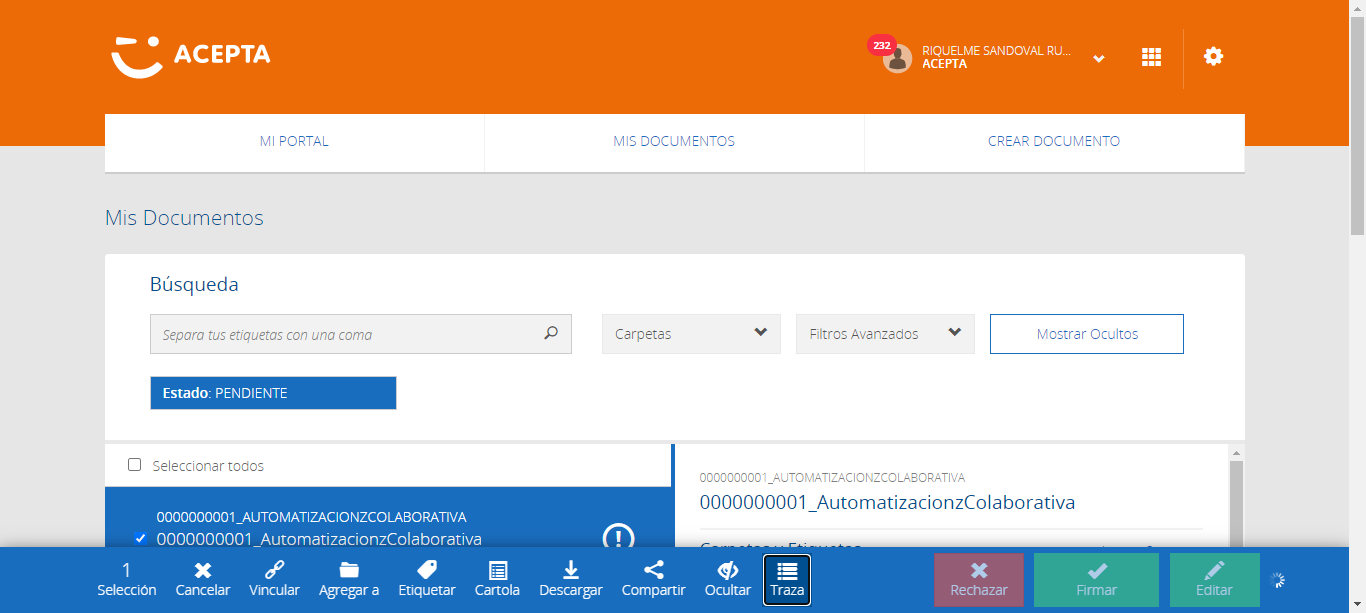 ACEPTA
232
RIQUELME SANDOVAL RU...
ACEPTA
MI PORTAL
MIS DOCUMENTOS
CREAR DOCUMENTO
Mis Documentos
Búsqueda
Separa tus etiquetas con una coma
Carpetas
Filtros Avanzados
Mostrar Ocultos
Estado: PENDIENTE
Seleccionar todos
0000000001_AUTOMATIZACIONZCOLABORATIVA
0000000001_AutomatizacionzColaborativa
0000000001_AUTOMATIZACIONZCOLABORATIVA
0000000001_AutomatizacionzColaborativa
Carpetas y Etiquetas
1
Selección
Cancelar
Vincular
Agregar a
Etiquetar
Cartola
Descargar
Compartir
Ocultar
Traza
Rechazar
Firmar
Editar